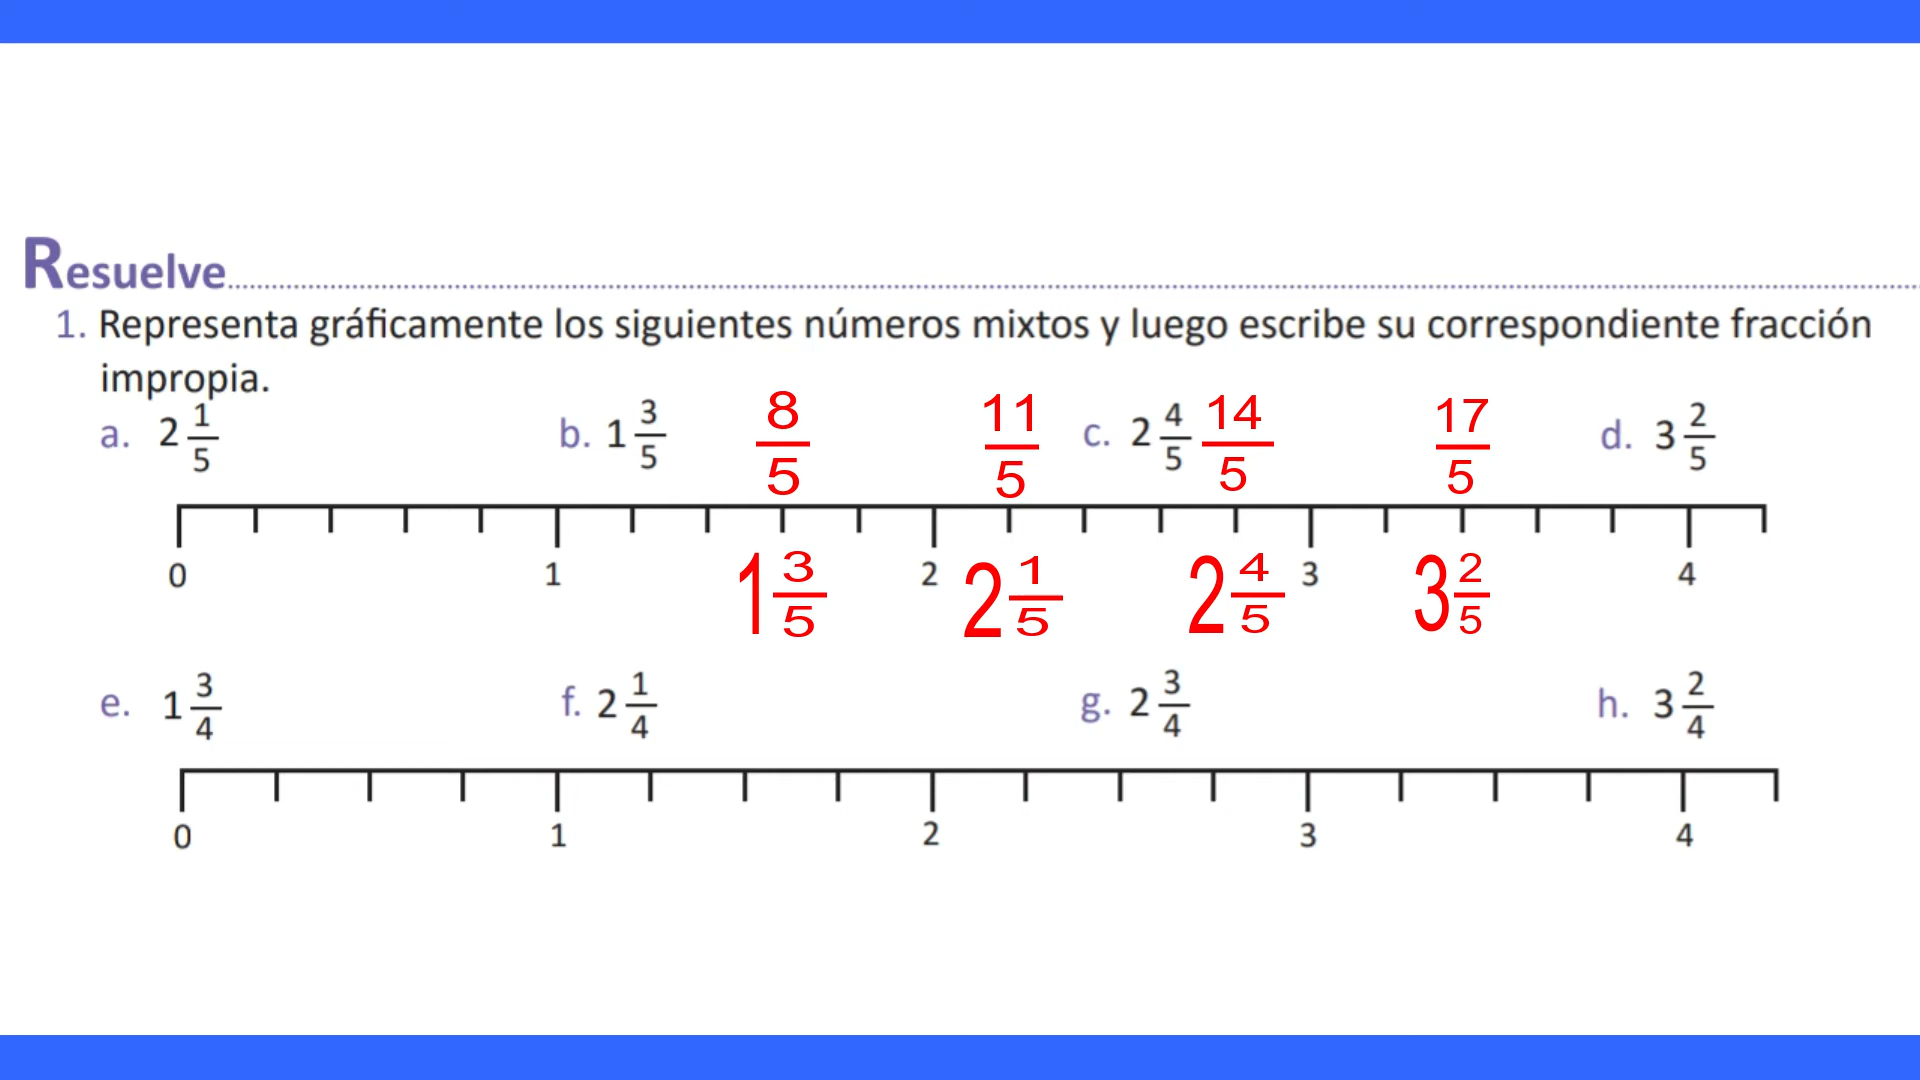 Resuelve
1. Representa gráficamente los siguientes números mixtos y luego escribe su correspondiente fracción
impropia.
a. 2 1/5 b. 1 3/5 8/5 11/5 c. 2 4/5 14/5 17/5 d. 3 2/5
0 1 2 3 4
1 3/5 2 1/5 2 4/5 3 2/5
e. 1 3/4 f. 2 1/4 g. 2 3/4 h. 3 2/4
0 1 2 3 4